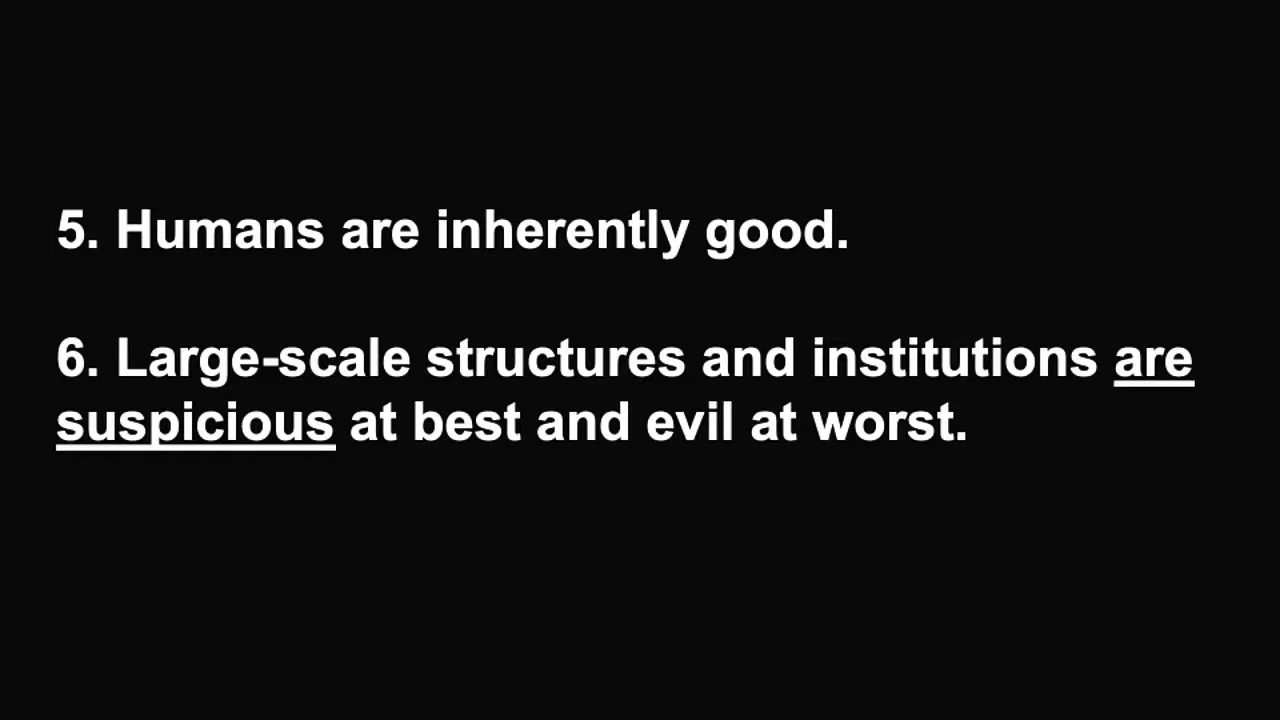 5. Humans are inherently good.
6. Large-scale structures and institutions are
suspicious at best and evil at worst.